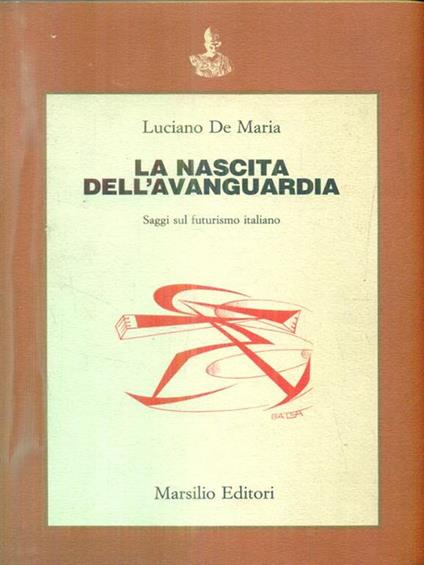 Luciano De Maria
LA NASCITA
DELL'AVANGUARDIA
Saggi sul futurismo italiano
BALLA
Marsilio Editori